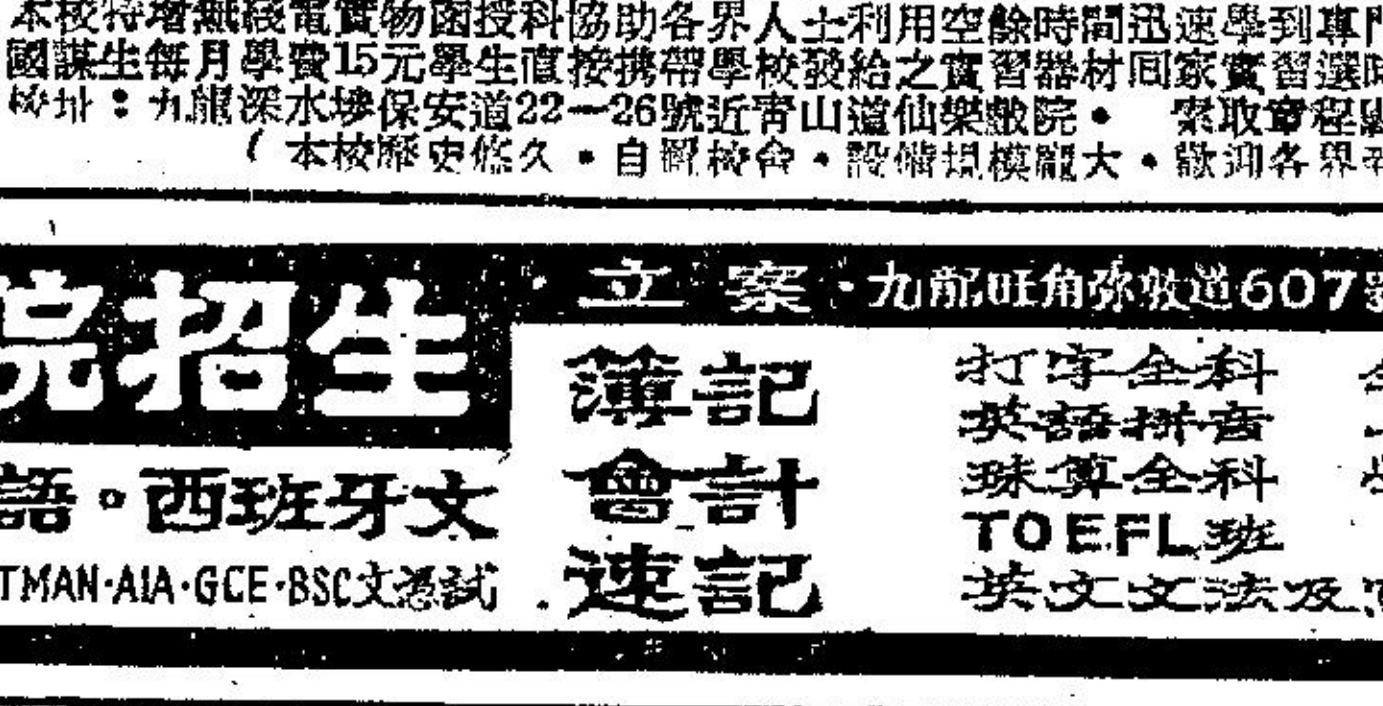 本校特增無綫電實物函授科協助各界人士利用空餘時間迅速學到專門
國謀生每月學費15元學生直接携帶學校發給之實習器材囘家實習選時
校址：九龍深水埗保安道22—26號近靑山道仙樂戲院• 索取章程
(本校歷史悠久•自置校舍•設備規模龐大•歡迎各界
院招生
·立案·九龍旺角弥敦道607號
簿記
會計
速記
打字全科
英語拼音
珠算全科
TOEFL班
英文文法及
語。西班牙文
TMAN·AIA·GCE·BSC文憑試